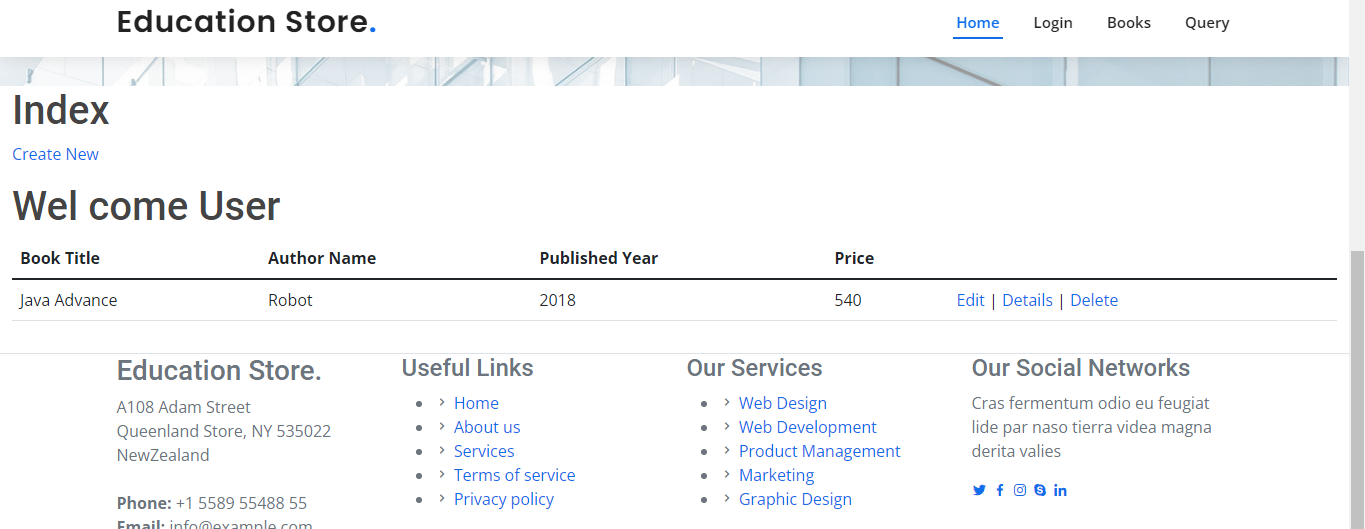 Education Store.
Home Login Books Query
Index
Create New
Wel come User
Book Title Author Name Published Year Price
Java Advance Robot 2018 540 Edit | Details | Delete
Education Store.
A108 Adam Street
Queenland Store, NY 535022
NewZealand
Phone: +1 5589 55488 55
Email: info@example.com
Useful Links
Home
About us
Services
Terms of service
Privacy policy
Our Services
Web Design
Web Development
Product Management
Marketing
Graphic Design
Our Social Networks
Cras fermentum odio eu feugiat
lide par naso tierra videa magna
derita valies